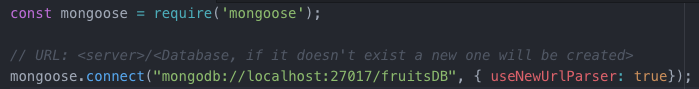 const mongoose = require('mongoose');
// URL: <server>/<Database, if it doesn't exist a new one will be created>
mongoose.connect("mongodb://localhost:27017/fruitsDB", { useNewUrlParser: true});